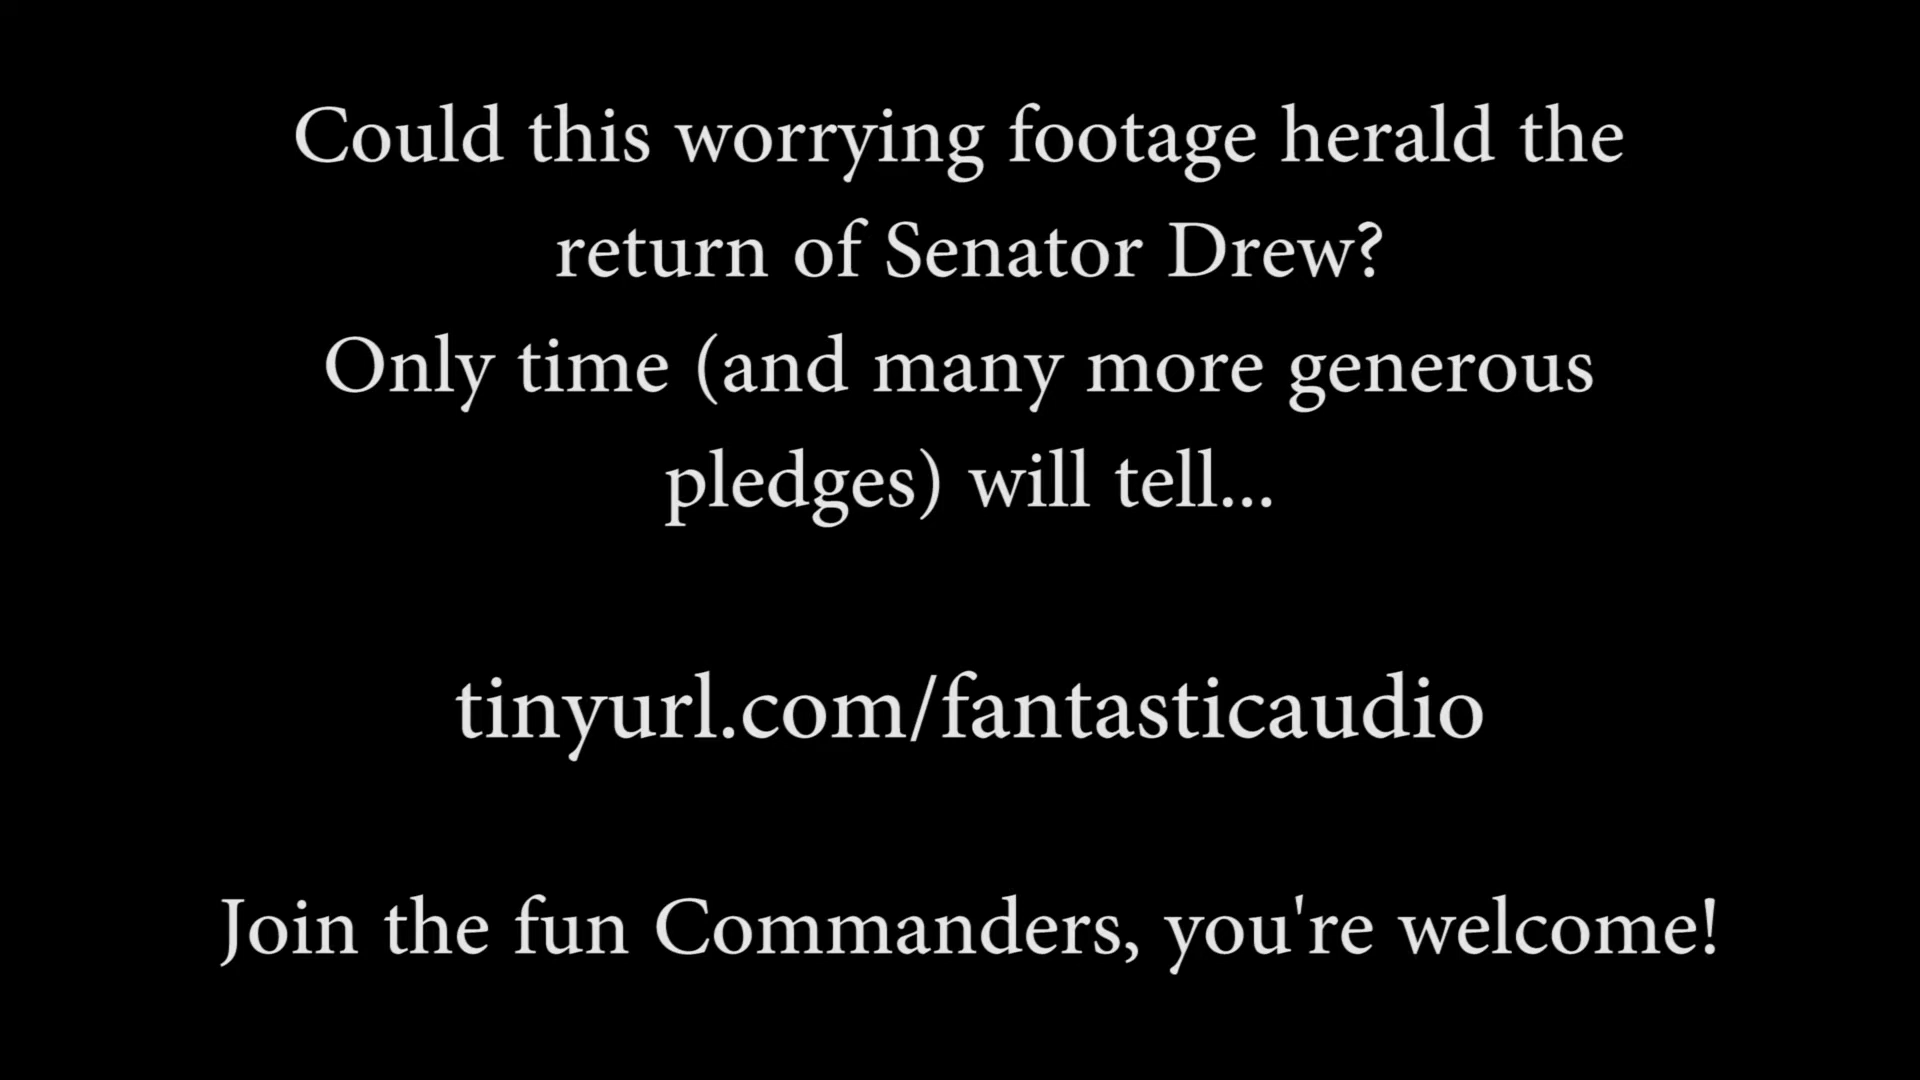 Could this worrying footage herald the
return of Senator Drew?
Only time (and many more generous
pledges) will tell...
tinyurl.com/fantasticaudio
Join the fun Commanders, you're welcome!